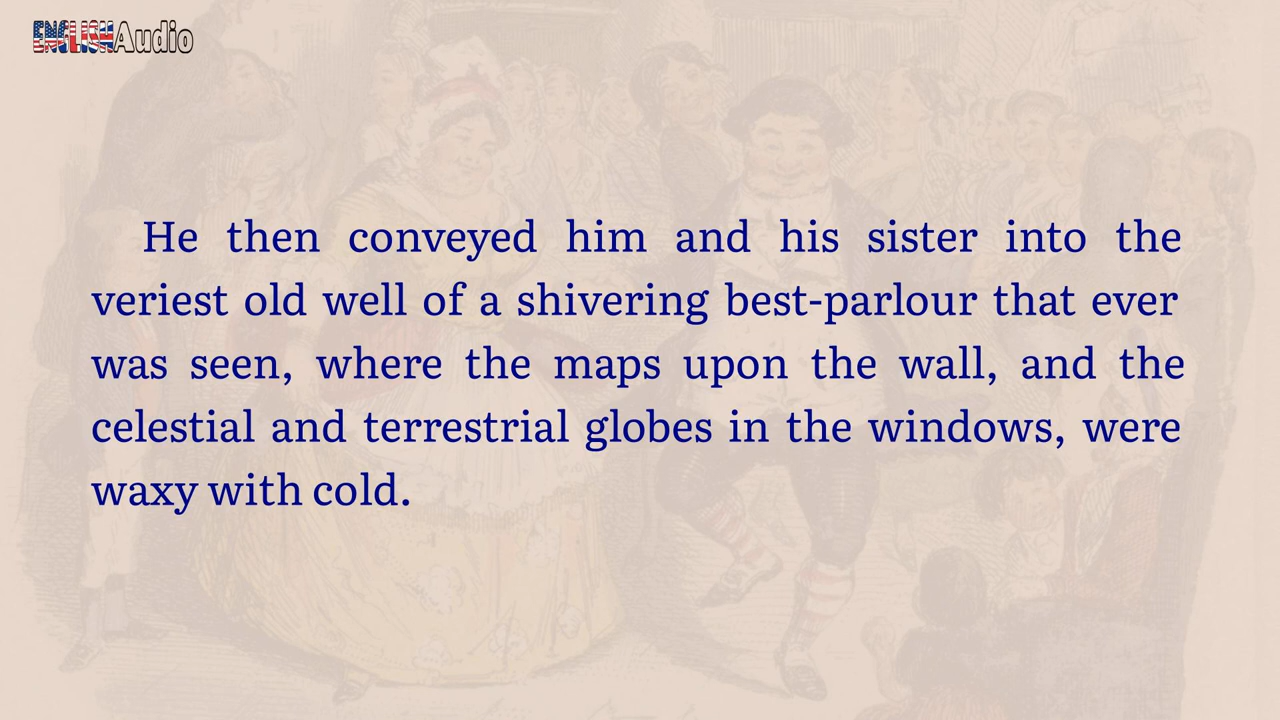 ENGLISHAudio
He then conveyed him and his sister into the
veriest old well of a shivering best-parlour that ever
was seen, where the maps upon the wall, and the
celestial and terrestrial globes in the windows, were
waxy with cold.